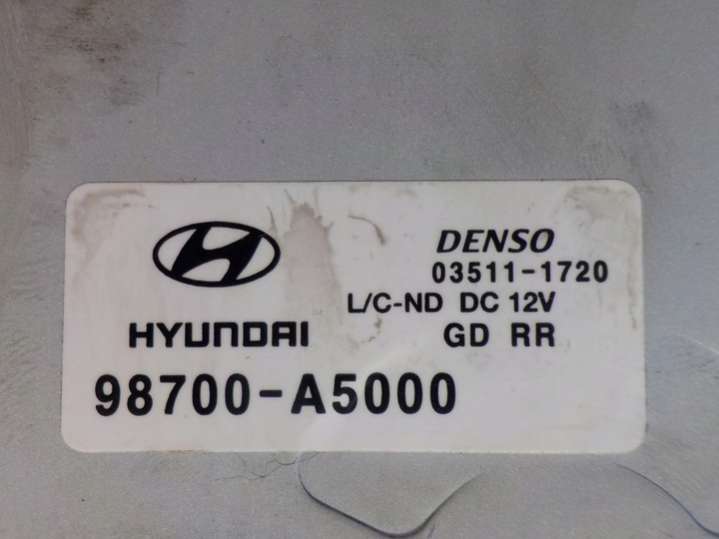 HYUNDAI
98700-A5000
DENSO
03511-1720
L/C-ND DC 12V
GD RR